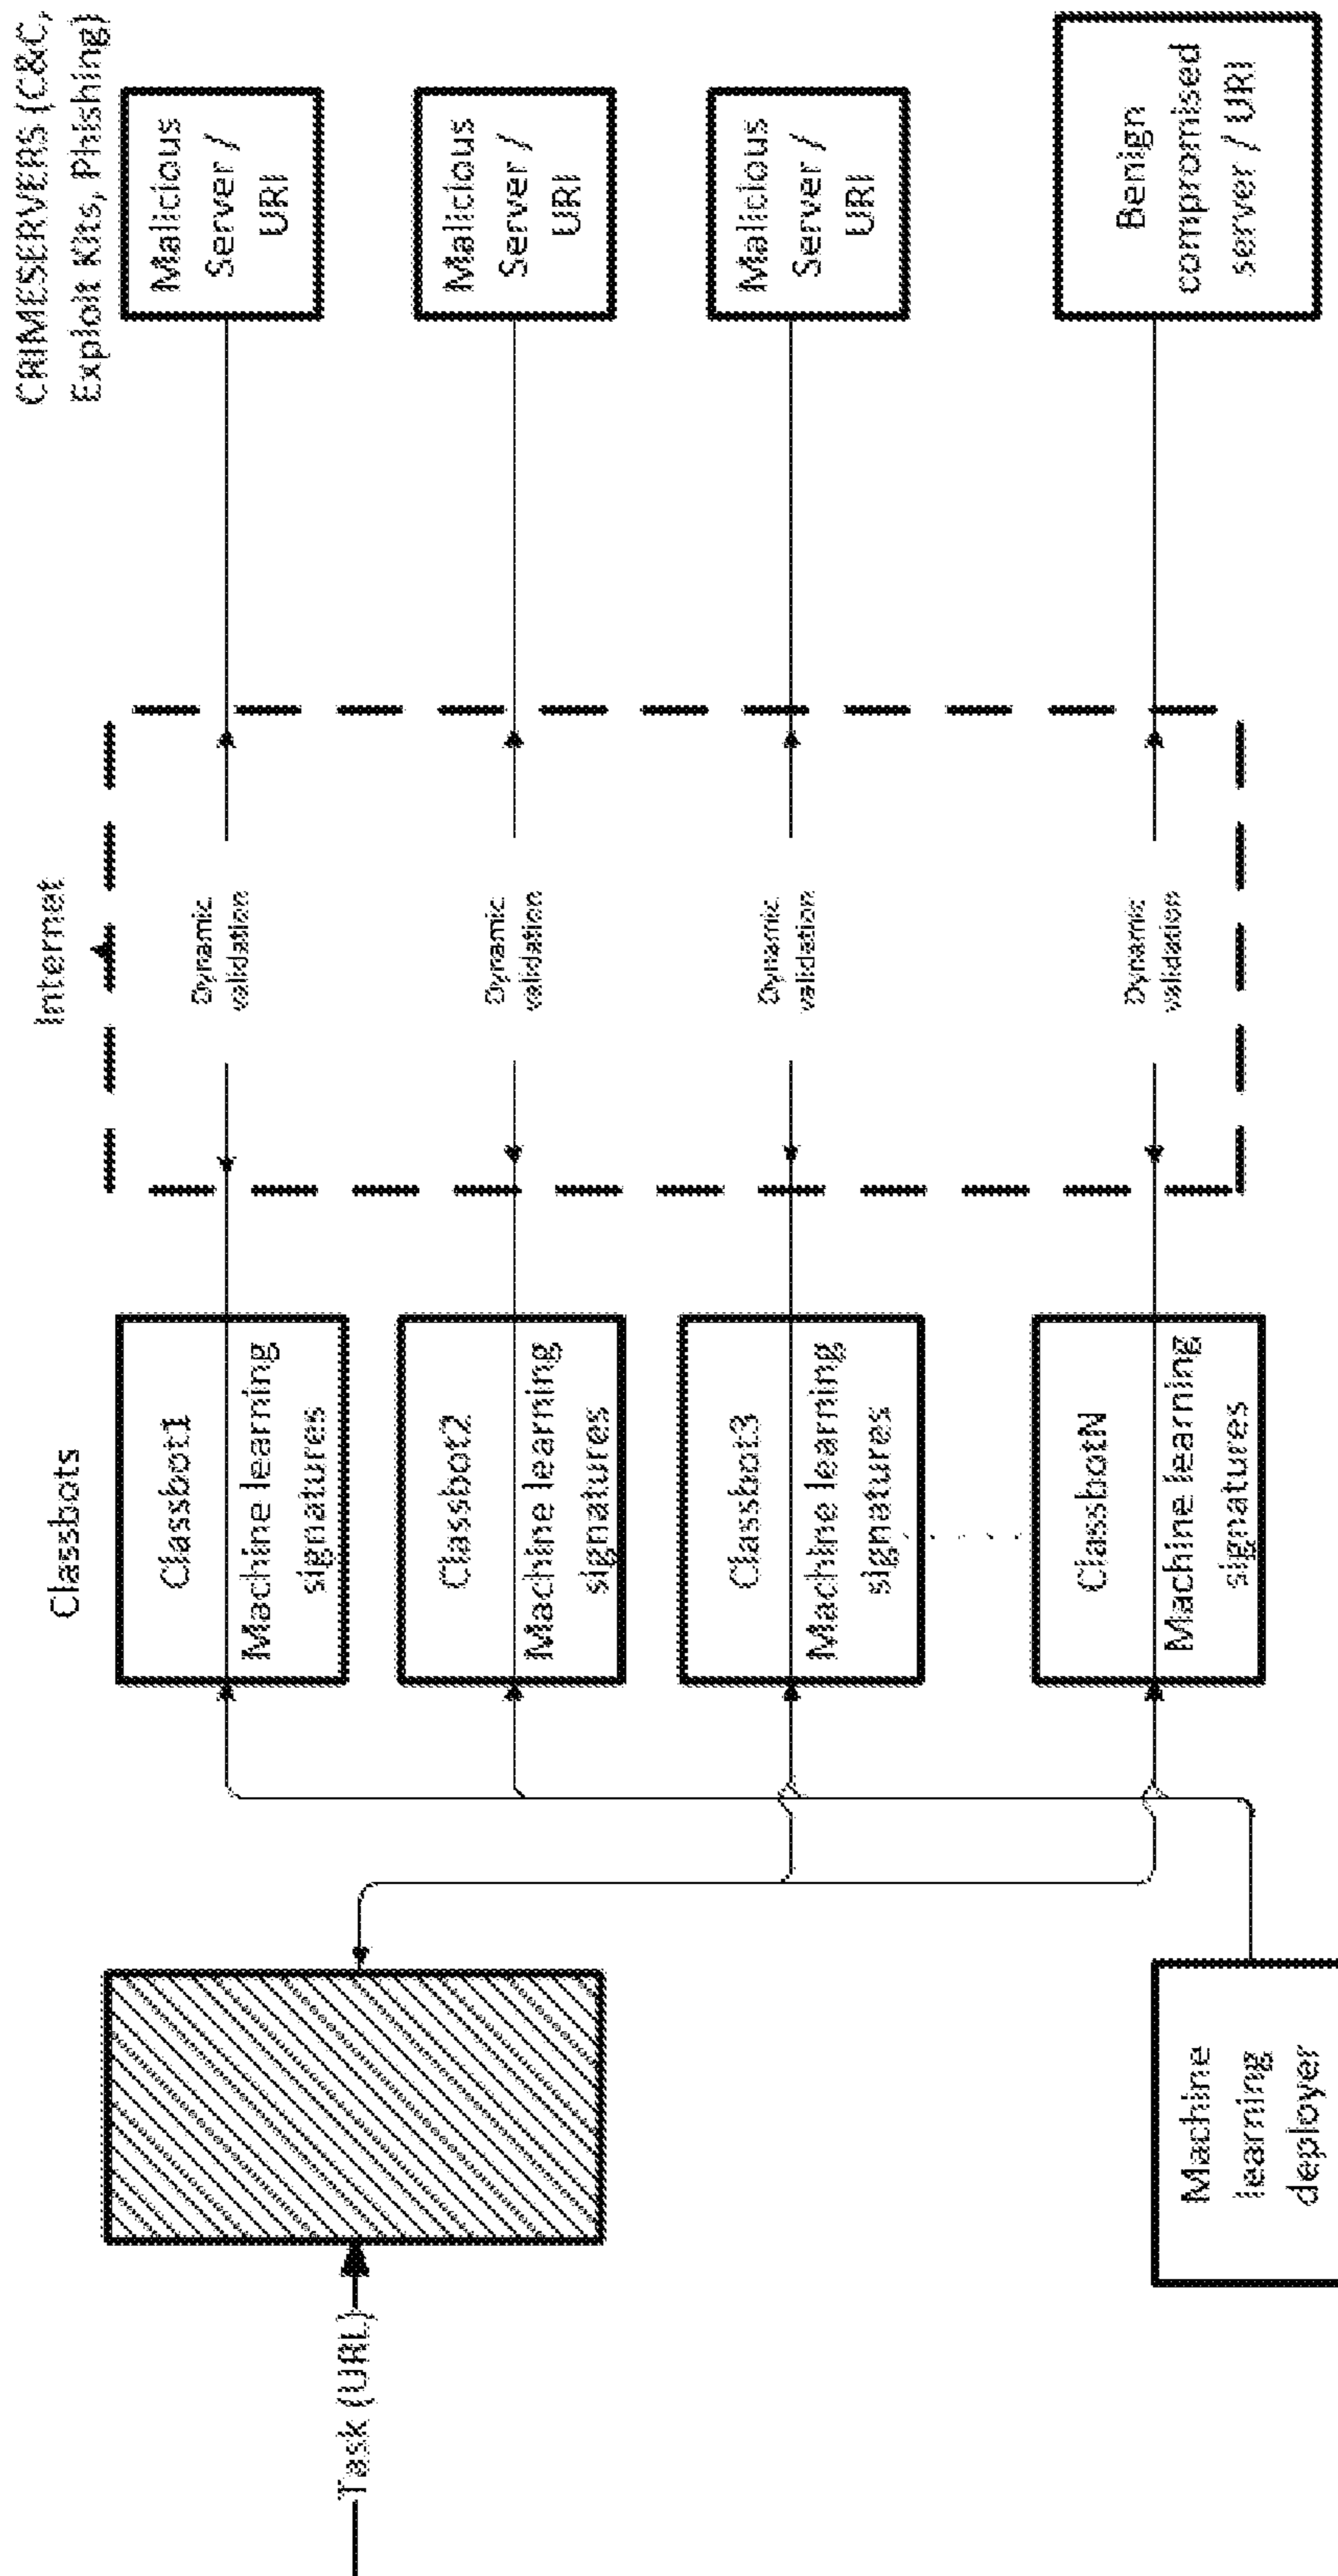 CRIMESERVERS (C&C,
Exploit Kits, Phishing)
Internet
Classbots
Malicious
Server /
URI
Dynamic
validation
Classbot1
Machine learning
signatures
Malicious
Server /
URI
Dynamic
validation
Classbot2
Machine learning
signatures
Malicious
Server /
URI
Dynamic
validation
Classbot3
Machine learning
signatures
Benign
compromised
server / URI
Dynamic
validation
ClassbotN
Machine learning
signatures
Task (URL)
Machine
learning
deployer